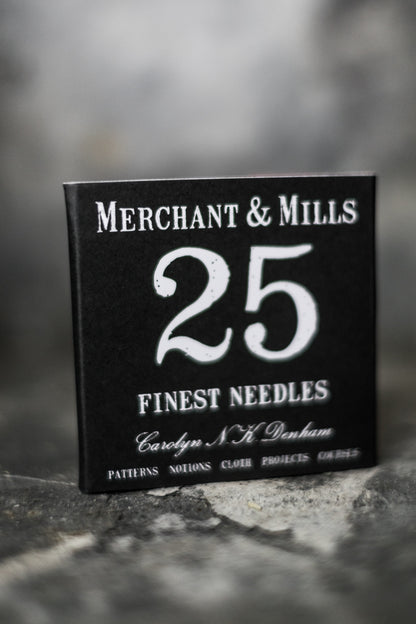 MERCHANT & MILLS
25
FINEST NEEDLES
Carolyn N.K. Denham
PATTERNS NOTIONS CLOTH PROJECTS COURSES